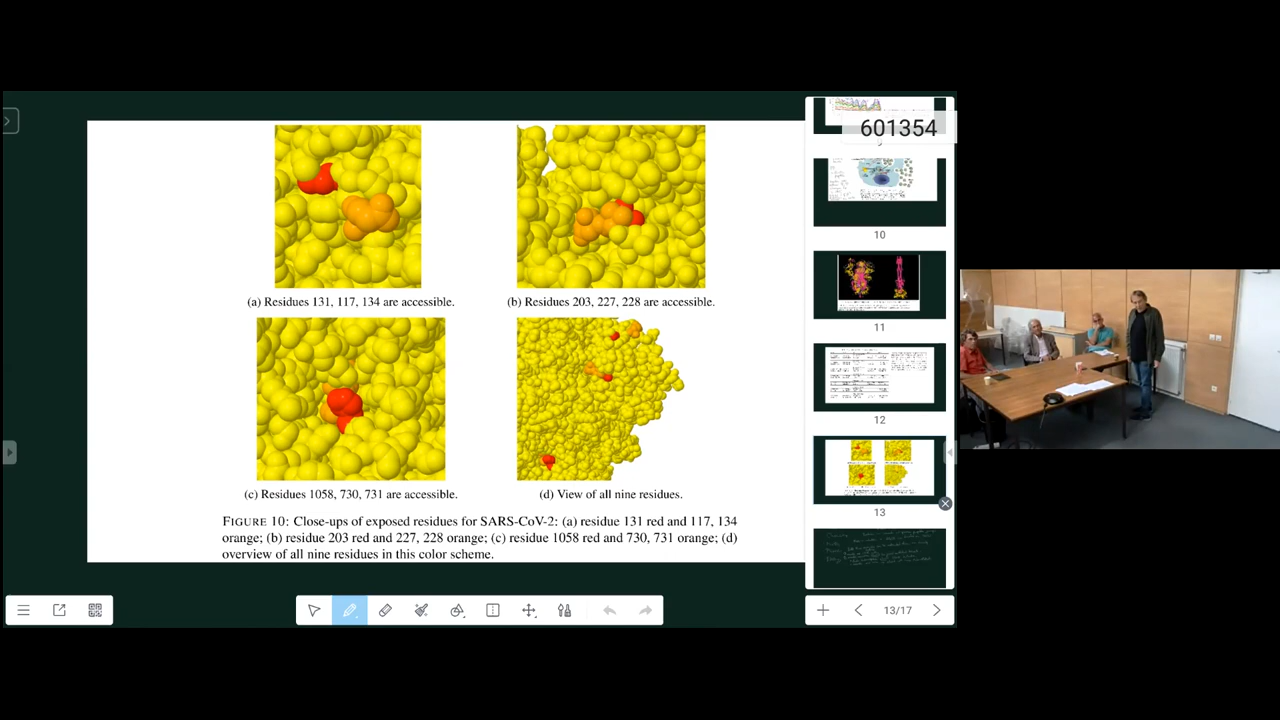 601354
(a) Residues 131, 117, 134 are accessible.
(b) Residues 203, 227, 228 are accessible.
(c) Residues 1058, 730, 731 are accessible.
(d) View of all nine residues.
FIGURE 10: Close-ups of exposed residues for SARS-CoV-2: (a) residue 131 red and 117, 134
orange; (b) residue 203 red and 227, 228 orange; (c) residue 1058 red and 730, 731 orange; (d)
overview of all nine residues in this color scheme.
10
11
12
13
13/17